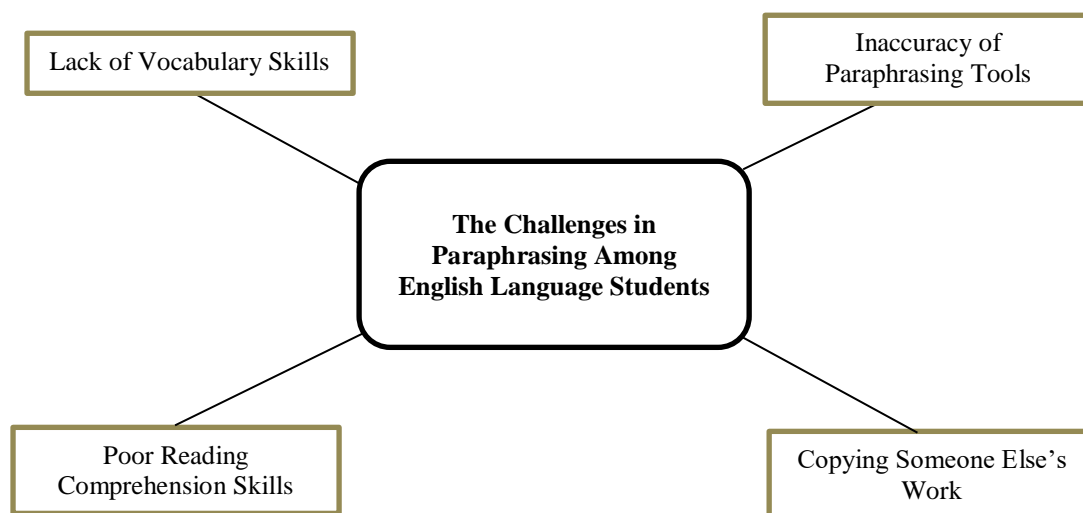 Lack of Vocabulary Skills
Inaccuracy of
Paraphrasing Tools
The Challenges in
Paraphrasing Among
English Language Students
Poor Reading
Comprehension Skills
Copying Someone Else’s
Work